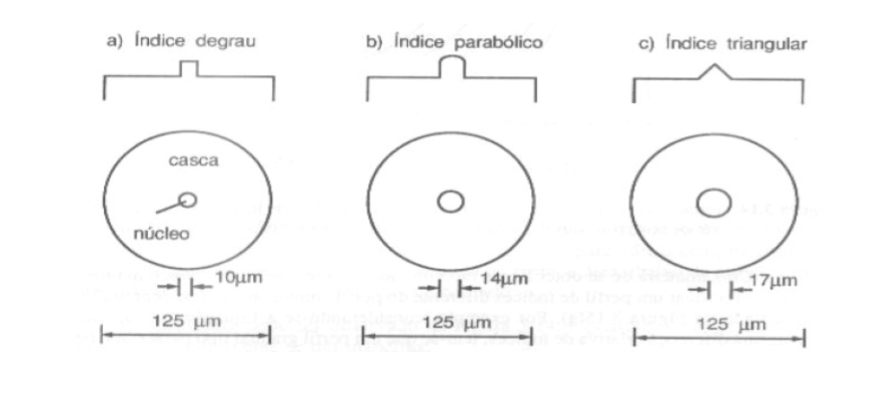 a) Índice degrau
b) Índice parabólico
c) Índice triangular
casca
núcleo
10µm
14µm
17µm
125 µm
125 µm
125 µm